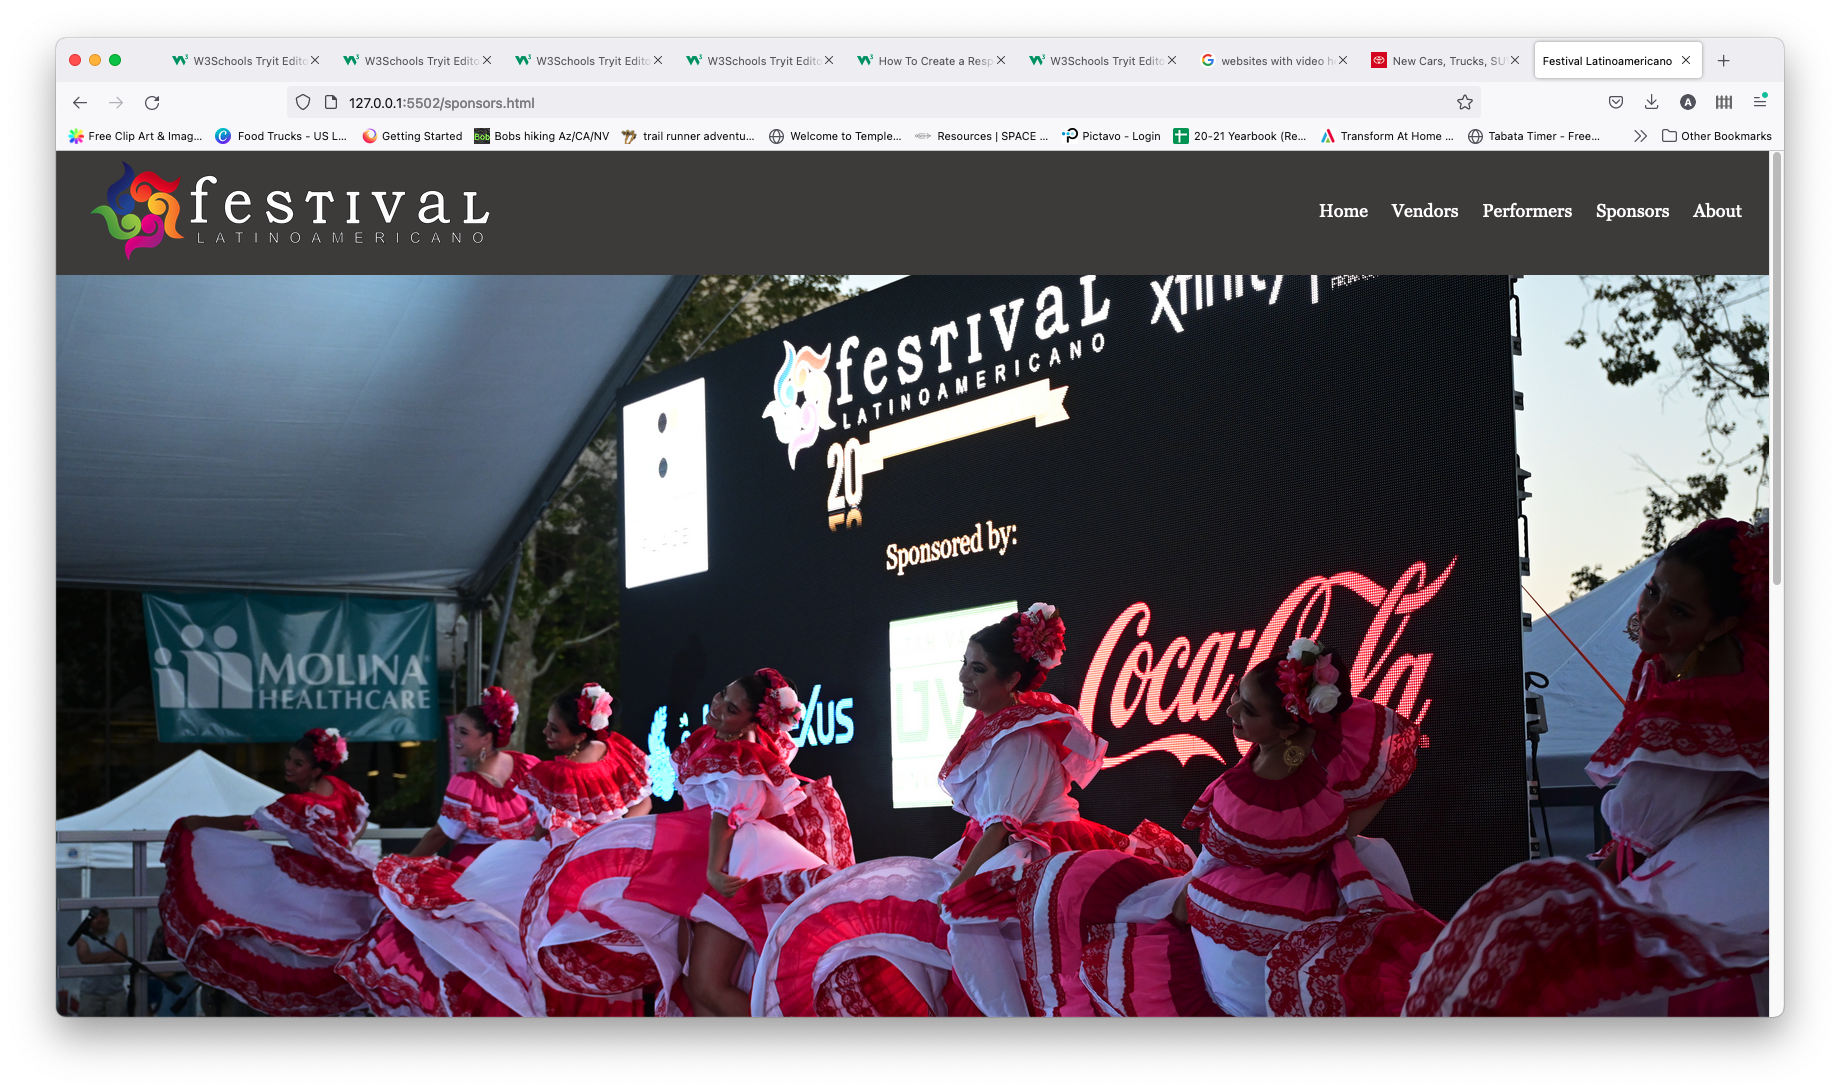 W3Schools Tryit Edito
W3Schools Tryit Edito
W3Schools Tryit Edito
W3Schools Tryit Edito
How To Create a Resp
W3Schools Tryit Edito
websites with video h
New Cars, Trucks, SU
Festival Latinoamericano
127.0.0.1:5502/sponsors.html
A
Free Clip Art & Imag...
Food Trucks - US L...
Getting Started
Bob
Bobs hiking Az/CA/NV
trail runner adventu...
Welcome to Temple...
Resources | SPACE ...
Pictavo - Login
20-21 Yearbook (Re...
Transform At Home ...
Tabata Timer - Free...
Other Bookmarks
festival
LATINOAMERICANO
Home Vendors Performers Sponsors About
festival xfinity
LATINOAMERICANO
20
Sponsored by:
MOLINA
HEALTHCARE
Coca-Cola